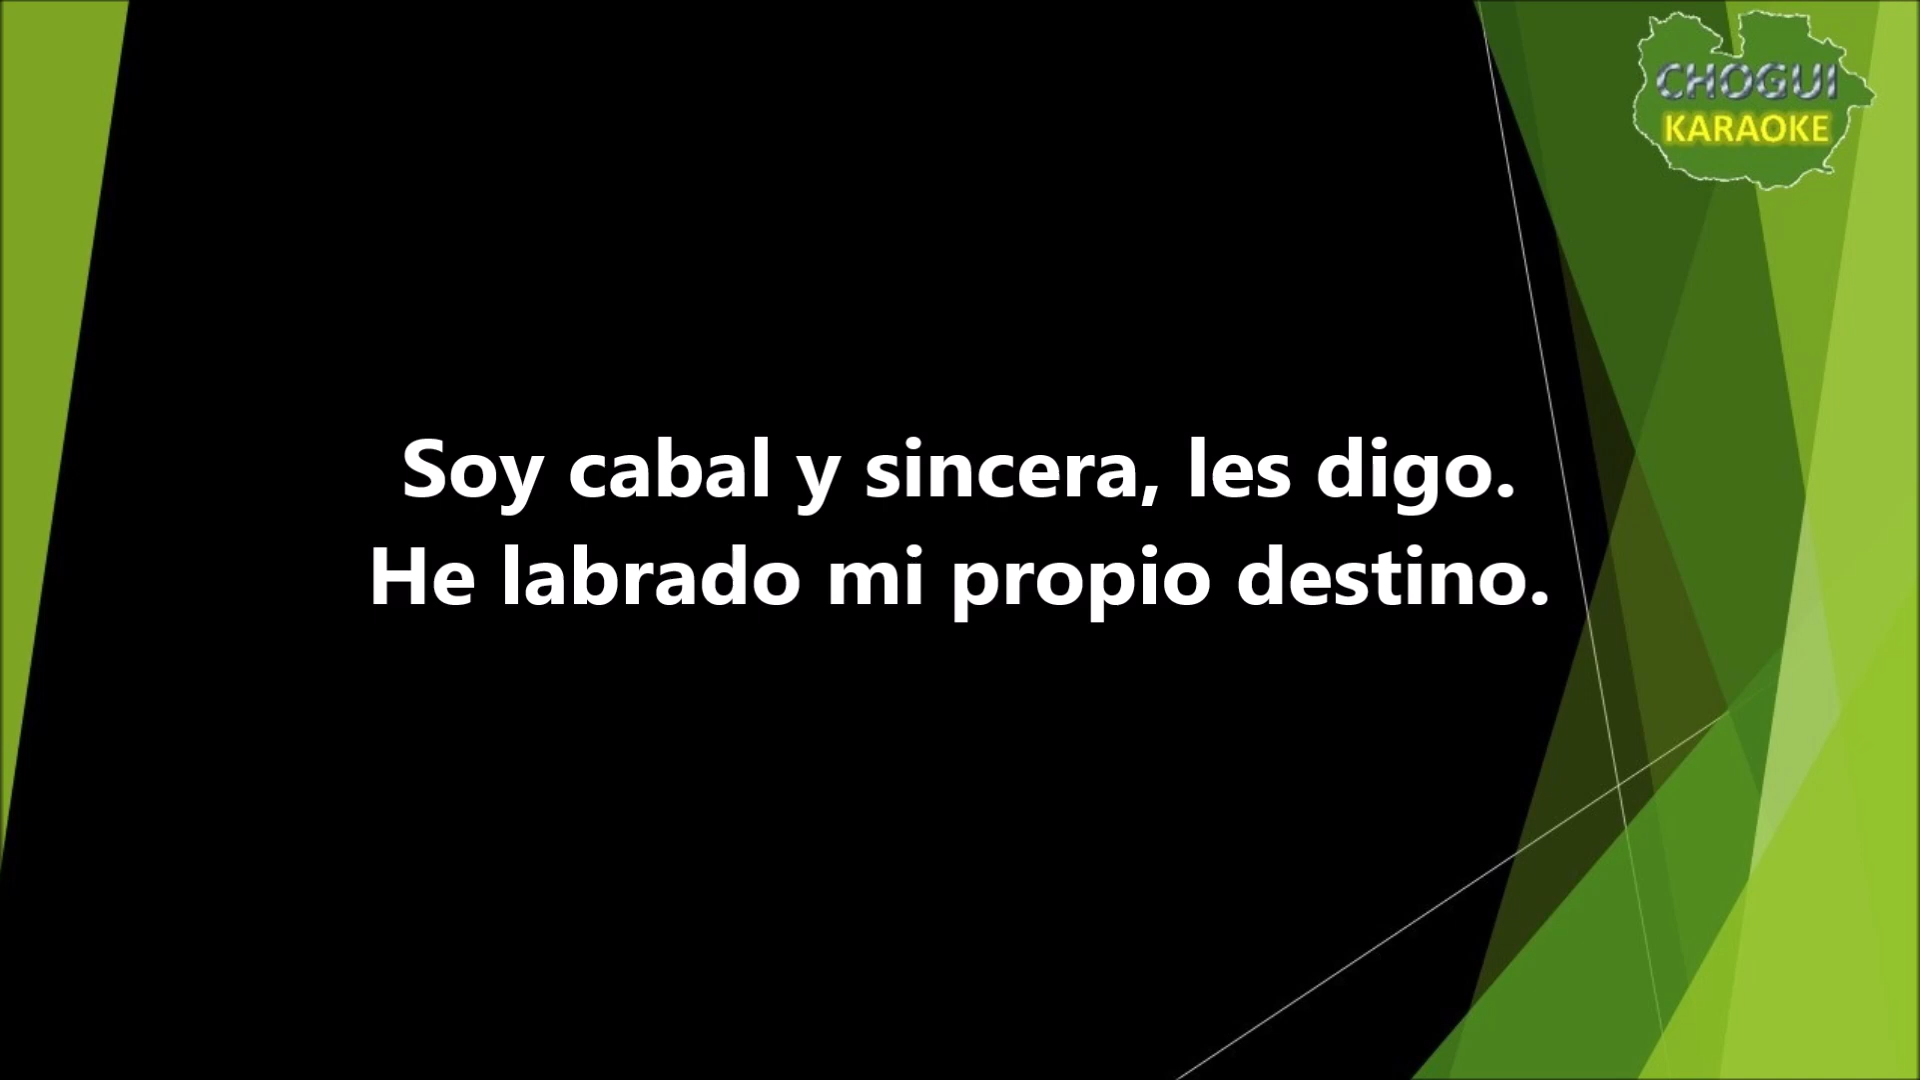 CHOGUI
KARAOKE
Soy cabal y sincera, les digo.
He labrado mi propio destino.